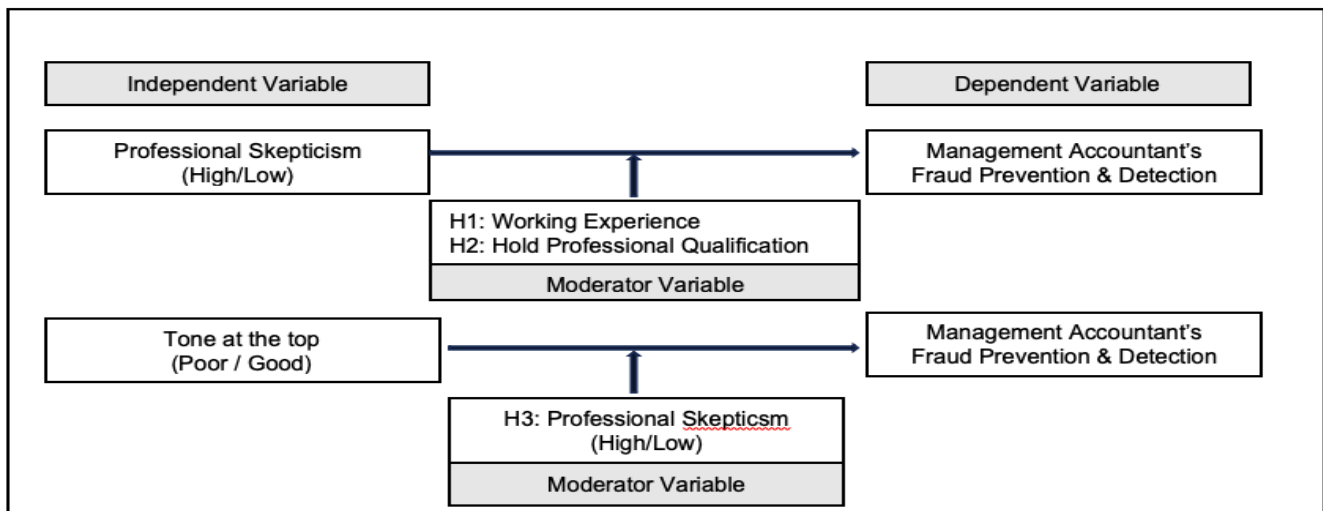 Independent Variable
Dependent Variable
Professional Skepticism
(High/Low)
Management Accountant's
Fraud Prevention & Detection
H1: Working Experience
H2: Hold Professional Qualification
Moderator Variable
Tone at the top
(Poor / Good)
Management Accountant's
Fraud Prevention & Detection
H3: Professional Skepticsm
(High/Low)
Moderator Variable